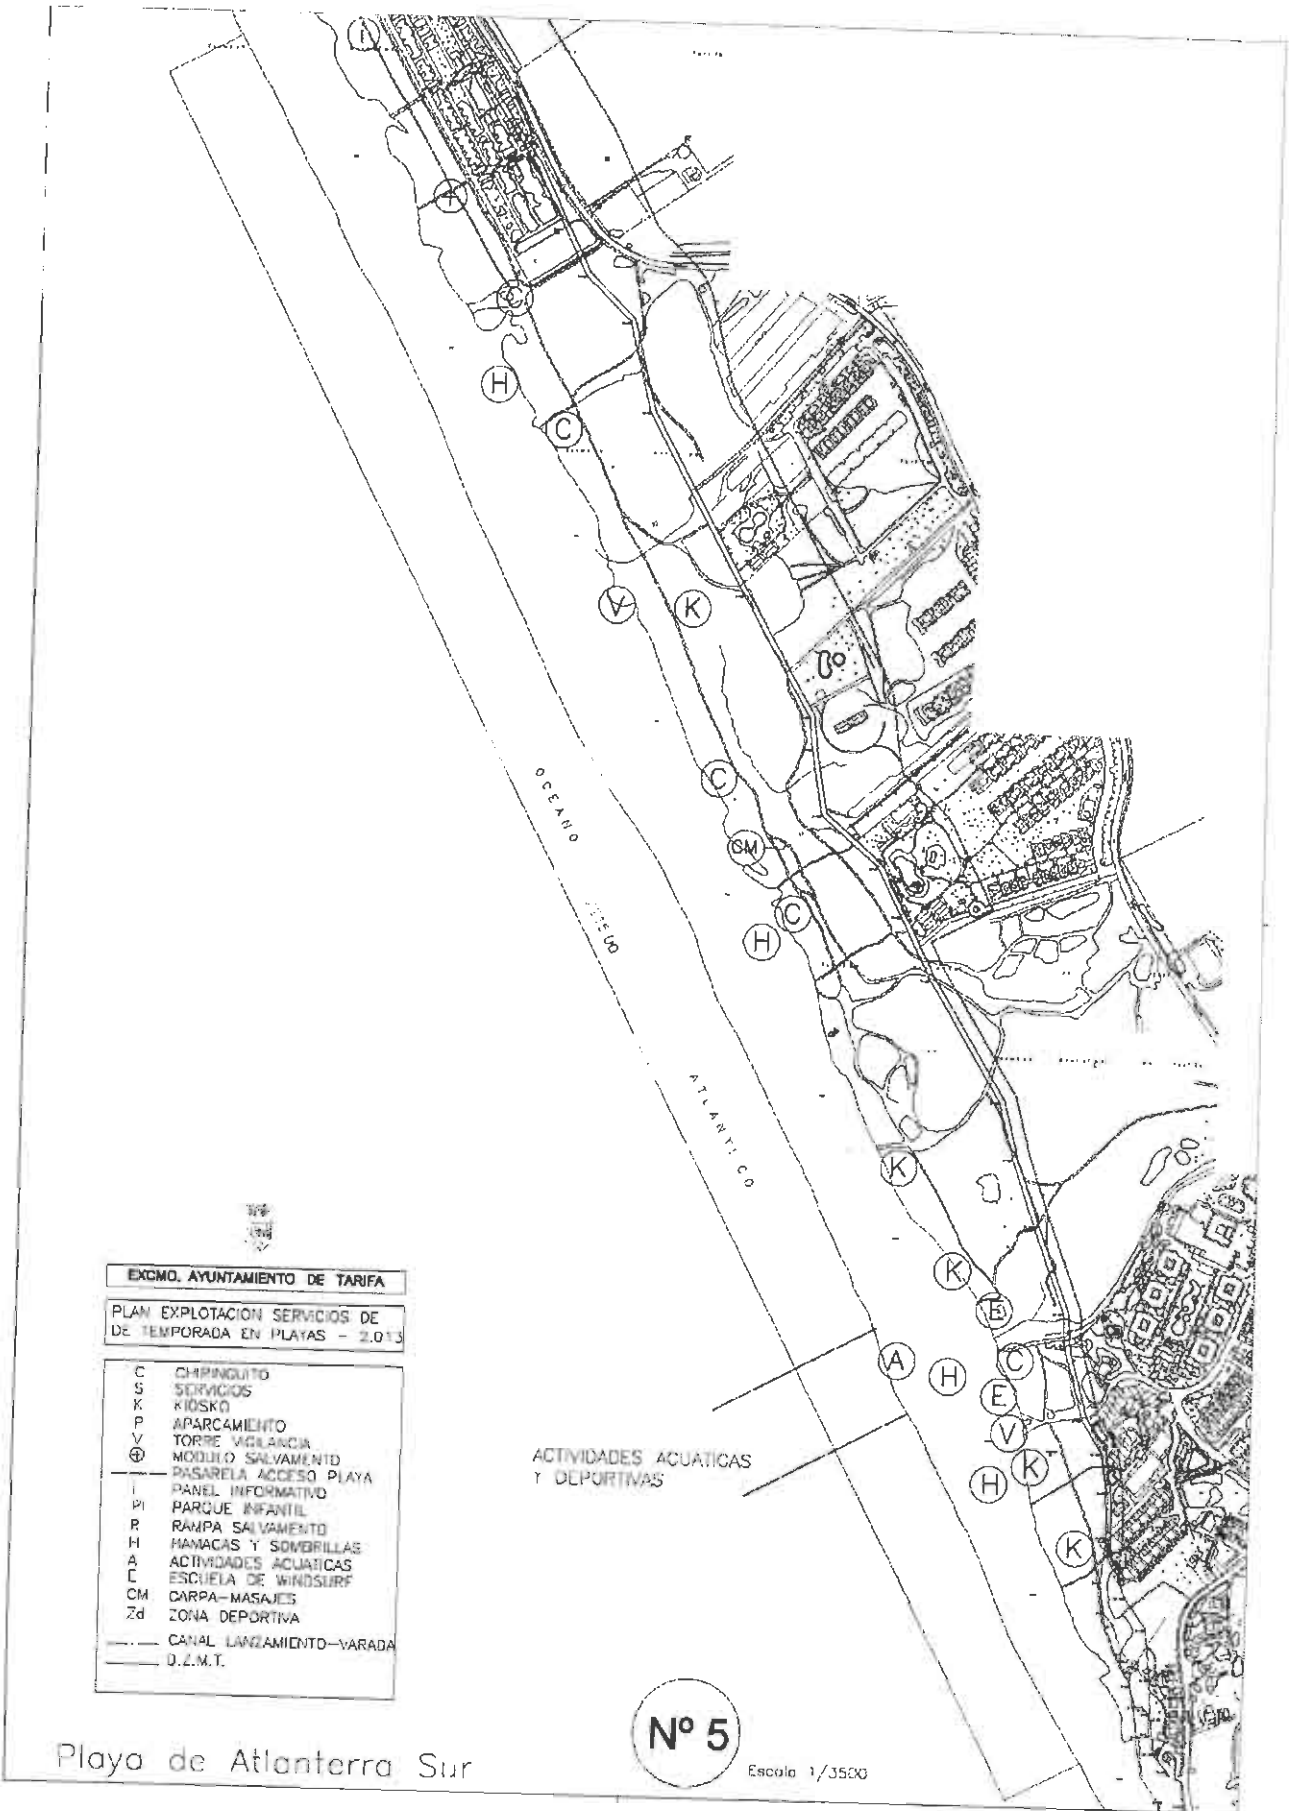 I
C
H
C
V
K
C
CM
C
H
OCEANO
ATLANTICO
K
K
E
A
H
C
E
V
K
H
K
ACTIVIDADES ACUATICAS
Y DEPORTIVAS
EXCMO. AYUNTAMIENTO DE TARIFA
PLAN EXPLOTACION SERVICIOS DE
DE TEMPORADA EN PLAYAS - 2.013
C CHIRINGUITO
S SERVICIOS
K KIOSKO
P APARCAMIENTO
V TORRE VIGILANCIA
MODULO SALVAMENTO
PASARELA ACCESO PLAYA
I PANEL INFORMATIVO
PI PARQUE INFANTIL
R RAMPA SALVAMENTO
H HAMACAS Y SOMBRILLAS
A ACTIVIDADES ACUATICAS
E ESCUELA DE WINDSURF
CM CARPA-MASAJES
Zd ZONA DEPORTIVA
CANAL LANZAMIENTO-VARADA
D.Z.M.T.
Nº 5
Playa de Atlanterra Sur
Escala 1/3500